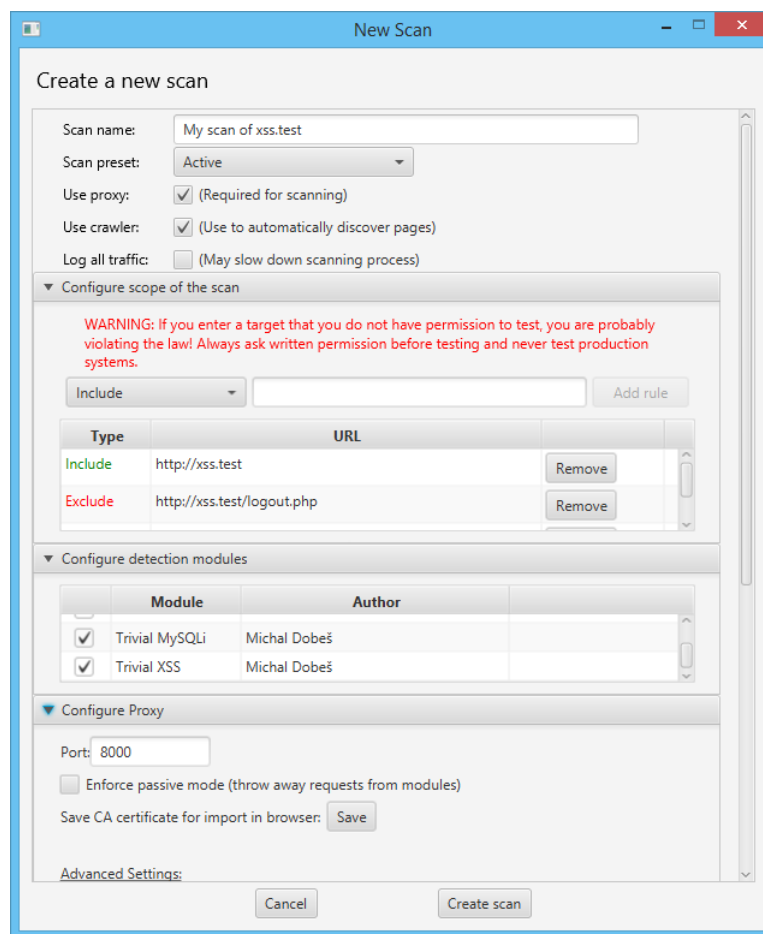 New Scan
Create a new scan
Scan name: My scan of xss.test
Scan preset: Active
Use proxy: (Required for scanning)
Use crawler: (Use to automatically discover pages)
Log all traffic: (May slow down scanning process)
Configure scope of the scan
WARNING: If you enter a target that you do not have permission to test, you are probably
violating the law! Always ask written permission before testing and never test production
systems.
Include Add rule
Type URL
Include http://xss.test Remove
Exclude http://xss.test/logout.php Remove
Configure detection modules
Module Author
Trivial MySQLi Michal Dobeš
Trivial XSS Michal Dobeš
Configure Proxy
Port: 8000
Enforce passive mode (throw away requests from modules)
Save CA certificate for import in browser: Save
Advanced Settings:
Cancel Create scan